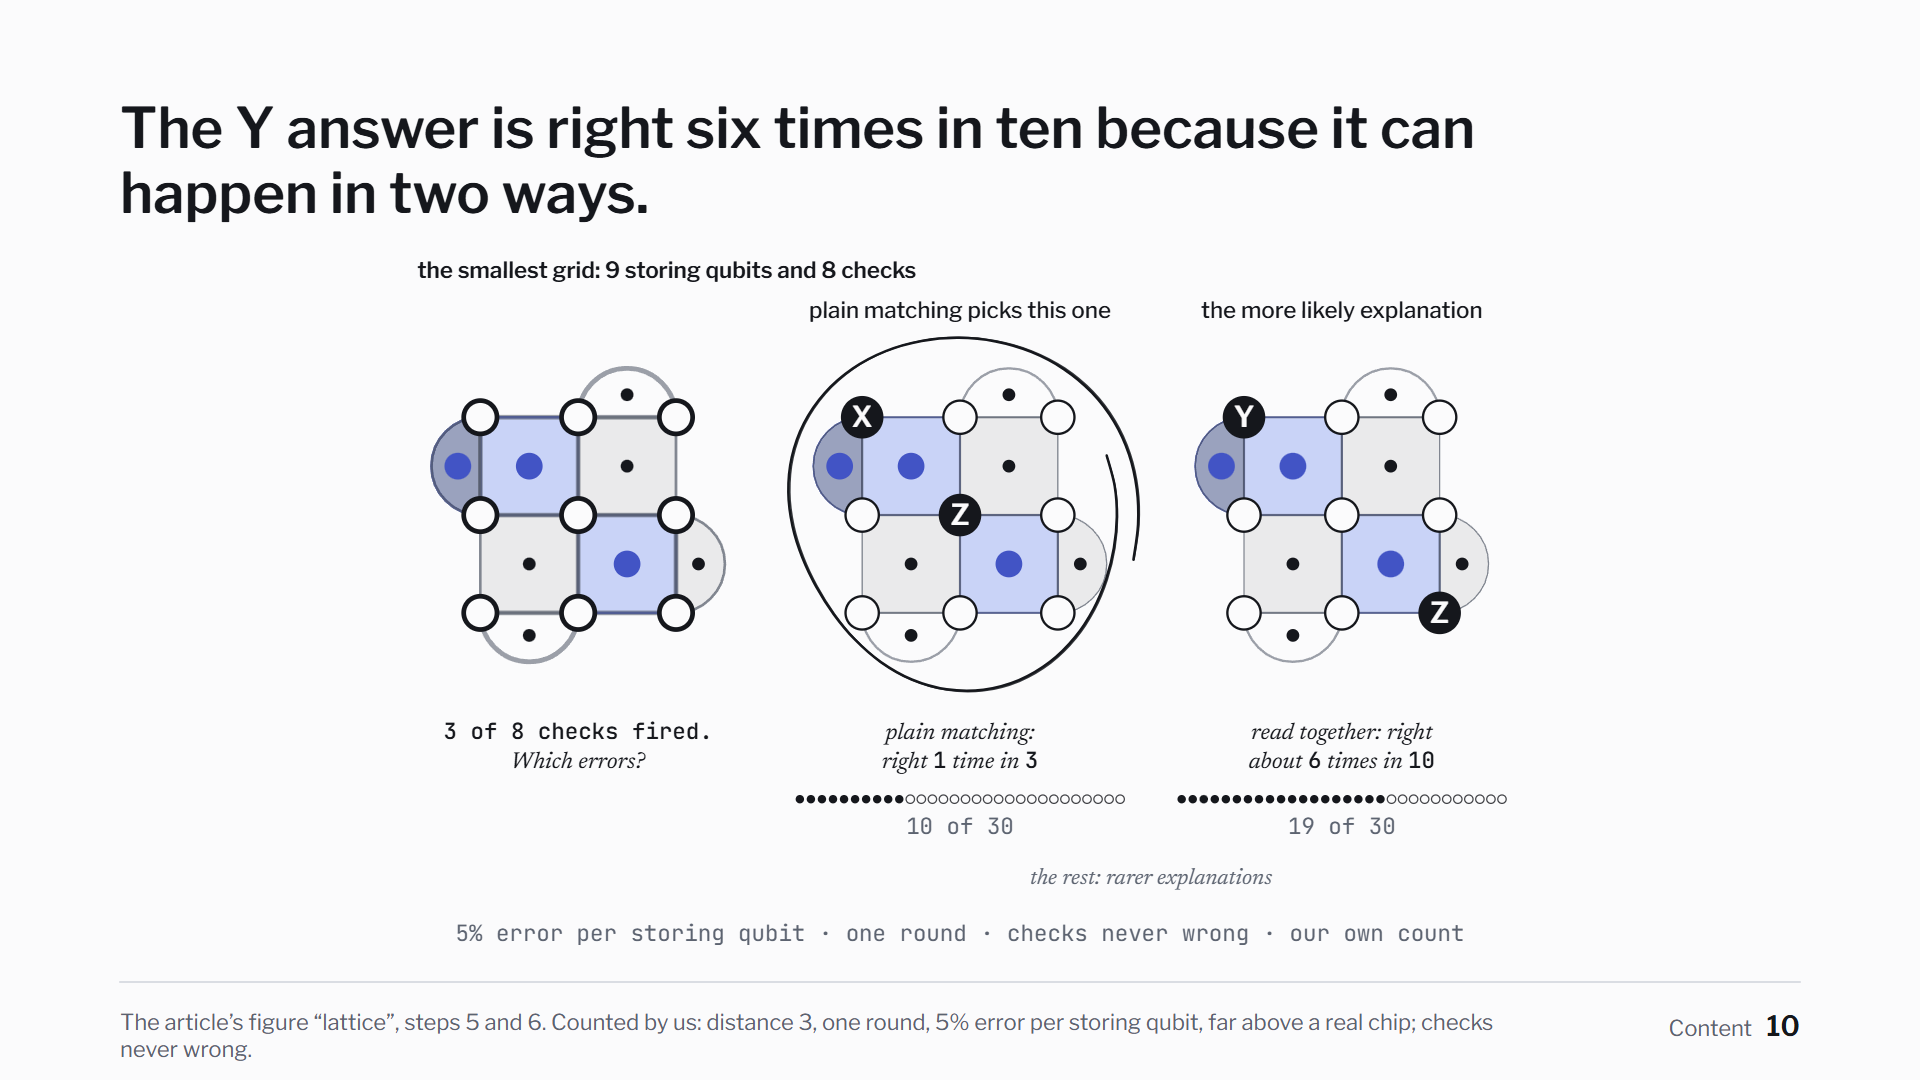 The Y answer is right six times in ten because it can
happen in two ways.
the smallest grid: 9 storing qubits and 8 checks
plain matching picks this one
the more likely explanation
X
Y
Z
Z
3 of 8 checks fired.
Which errors?
plain matching:
right 1 time in 3
10 of 30
read together: right
about 6 times in 10
19 of 30
the rest: rarer explanations
5% error per storing qubit · one round · checks never wrong · our own count
The article’s figure “lattice”, steps 5 and 6. Counted by us: distance 3, one round, 5% error per storing qubit, far above a real chip; checks
never wrong.
Content 10